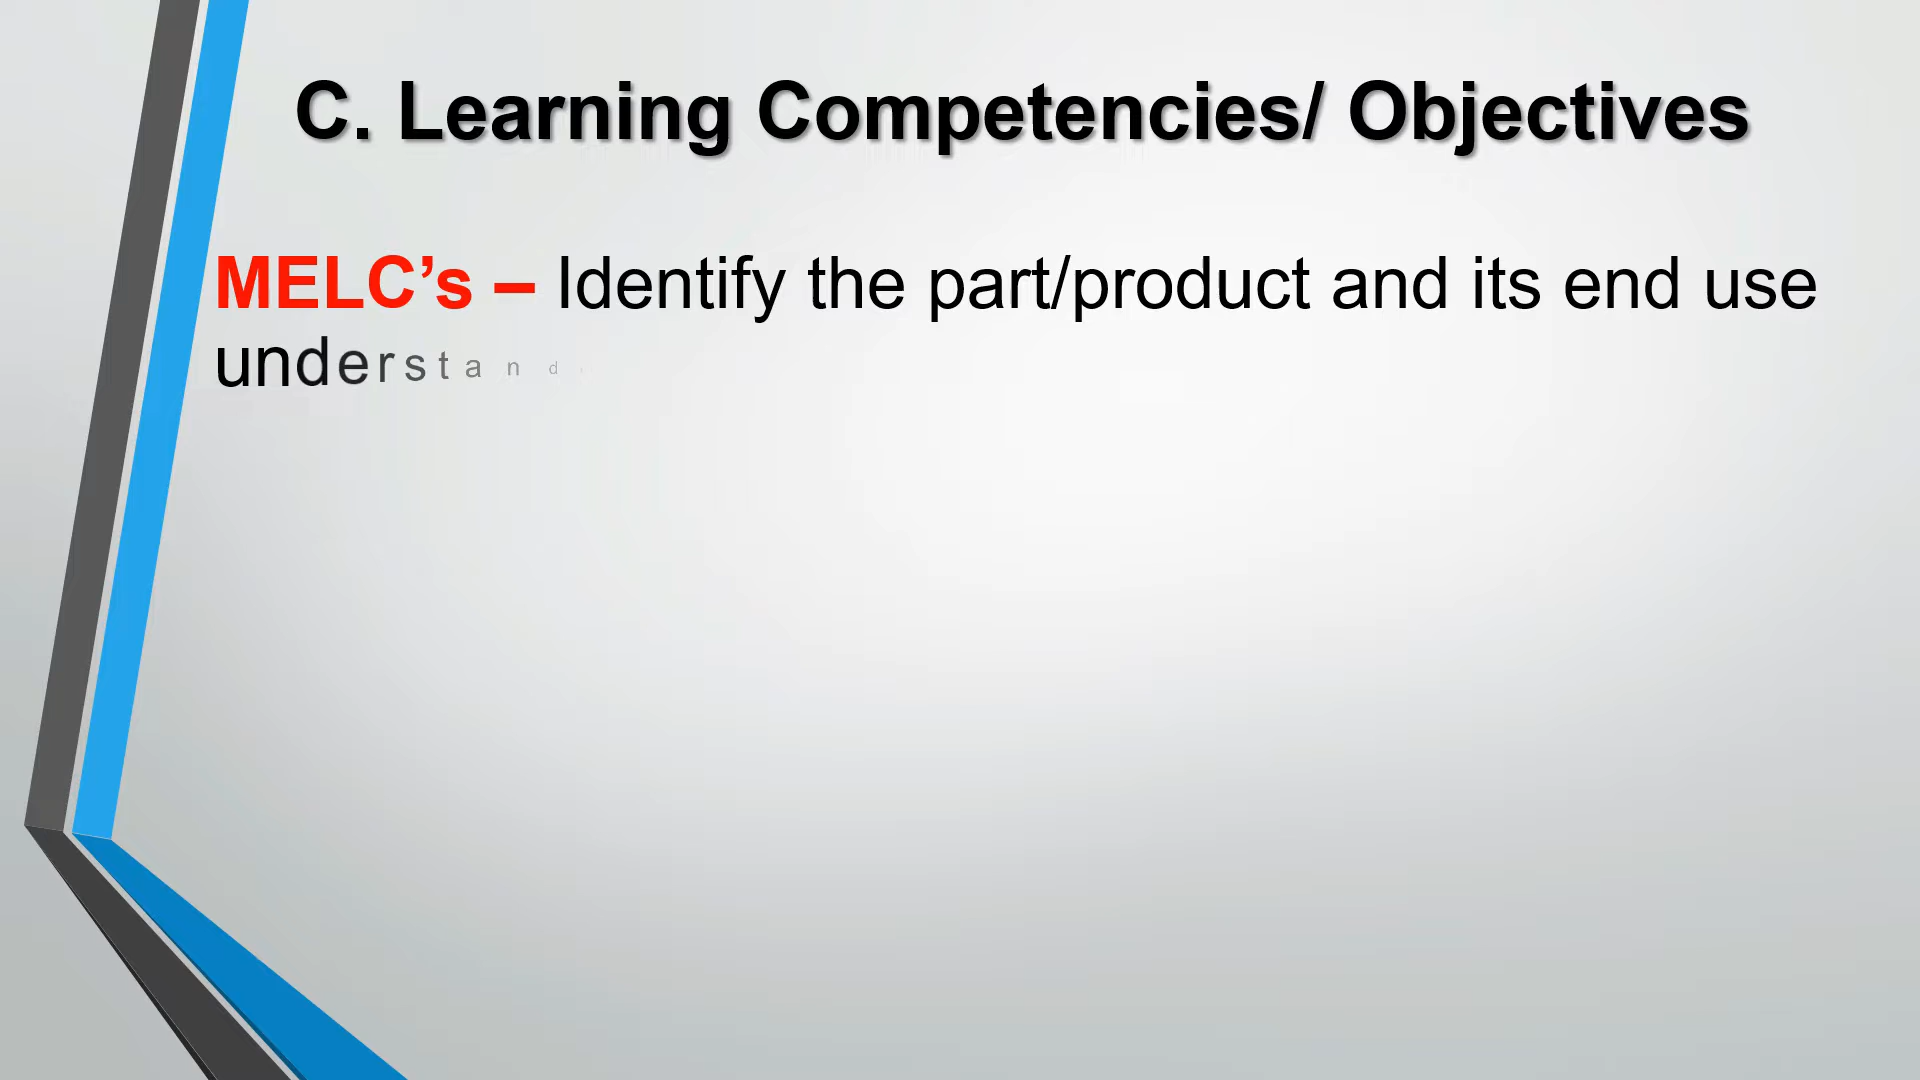 C. Learning Competencies/ Objectives
MELC’s – Identify the part/product and its end use
understand